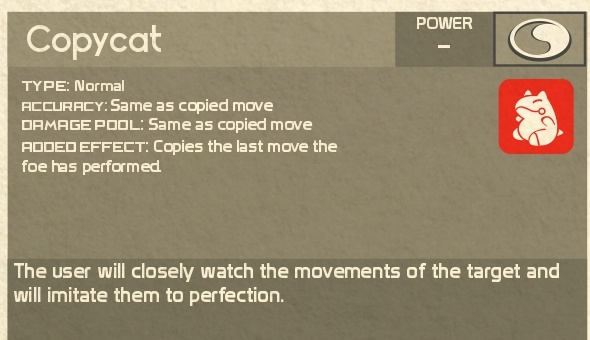 Copycat
POWER
–
TYPE: Normal
ACCURACY: Same as copied move
DAMAGE POOL: Same as copied move
ADDED EFFECT: Copies the last move the
foe has performed.
The user will closely watch the movements of the target and
will imitate them to perfection.